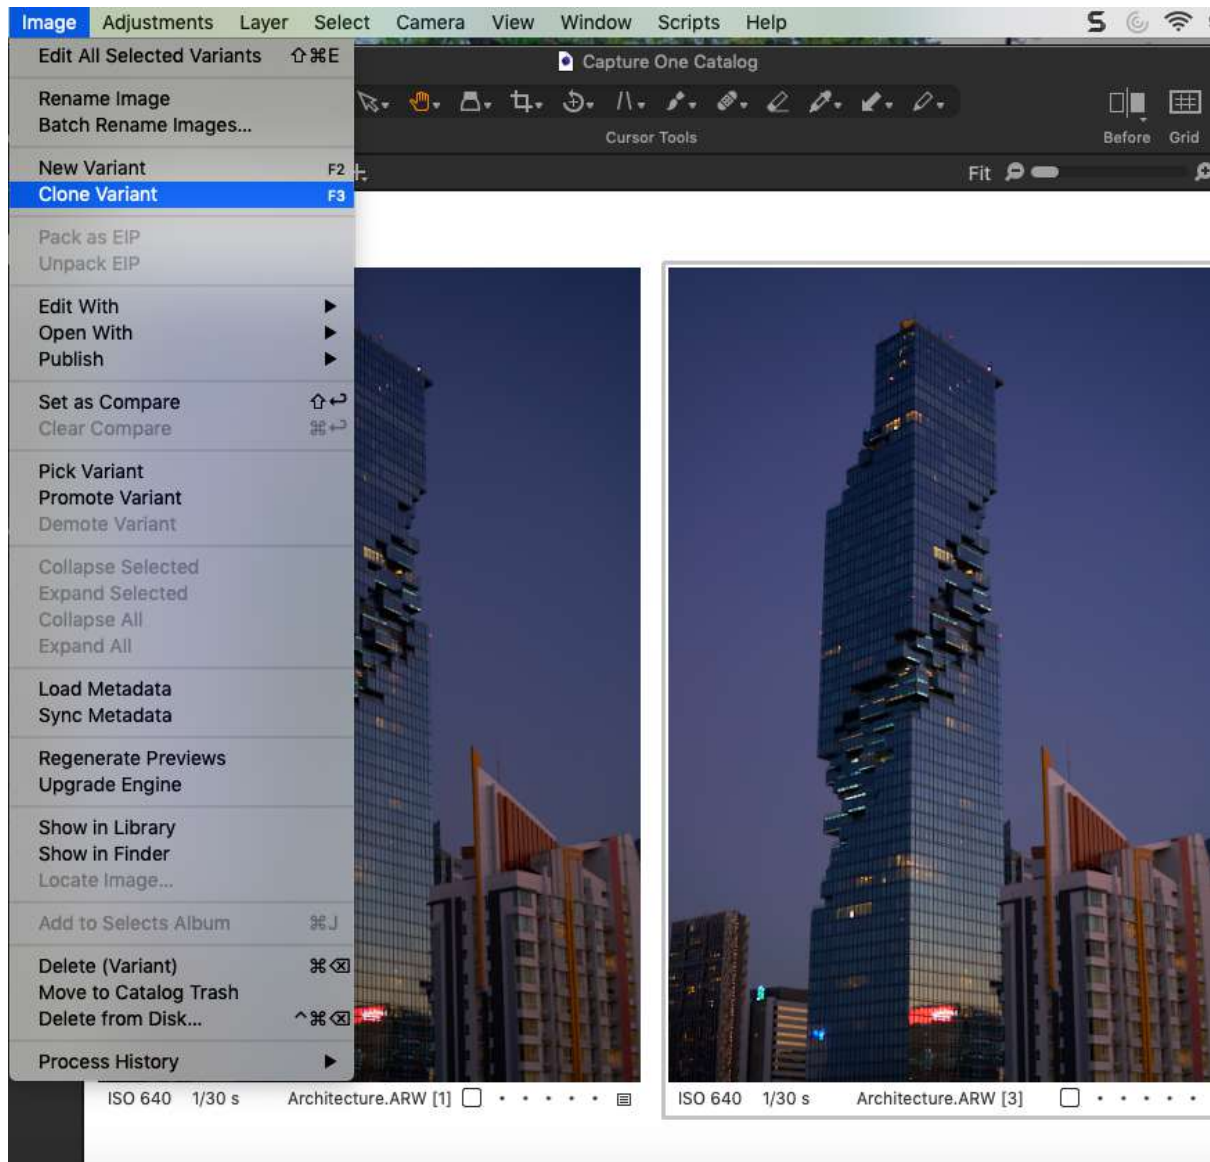 Image Adjustments Layer Select Camera View Window Scripts Help
Capture One Catalog
Edit All Selected Variants ⇧⌘E
Rename Image
Batch Rename Images...
Cursor Tools
Before Grid
New Variant F2
Clone Variant F3
Fit
Pack as EIP
Unpack EIP
Edit With ▶
Open With ▶
Publish ▶
Set as Compare ⇧↩
Clear Compare ⌘↩
Pick Variant
Promote Variant
Demote Variant
Collapse Selected
Expand Selected
Collapse All
Expand All
Load Metadata
Sync Metadata
Regenerate Previews
Upgrade Engine
Show in Library
Show in Finder
Locate Image...
Add to Selects Album ⌘J
Delete (Variant) ⌘⌫
Move to Catalog Trash
Delete from Disk... ^⌘⌫
Process History ▶
ISO 640 1/30 s Architecture.ARW [1]
ISO 640 1/30 s Architecture.ARW [3]